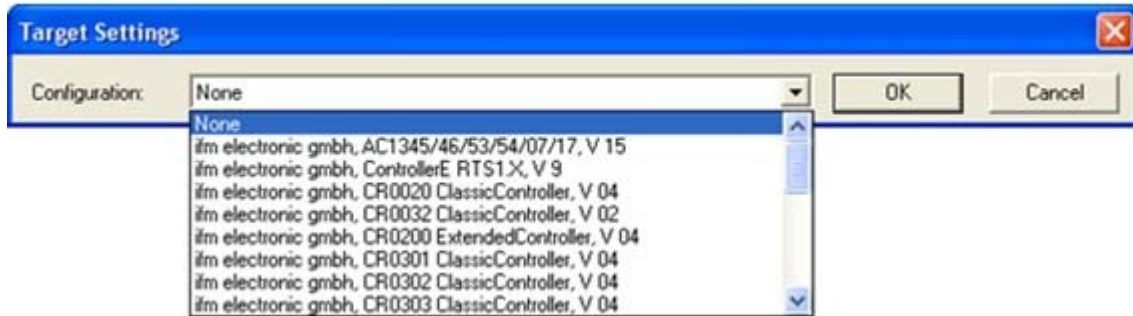 Target Settings
Configuration: None OK Cancel
None
ifm electronic gmbh, AC1345/46/53/54/07/17, V 15
ifm electronic gmbh, ControllerE RTS1.X, V 9
ifm electronic gmbh, CR0020 ClassicController, V 04
ifm electronic gmbh, CR0032 ClassicController, V 02
ifm electronic gmbh, CR0200 ExtendedController, V 04
ifm electronic gmbh, CR0301 ClassicController, V 04
ifm electronic gmbh, CR0302 ClassicController, V 04
ifm electronic gmbh, CR0303 ClassicController, V 04